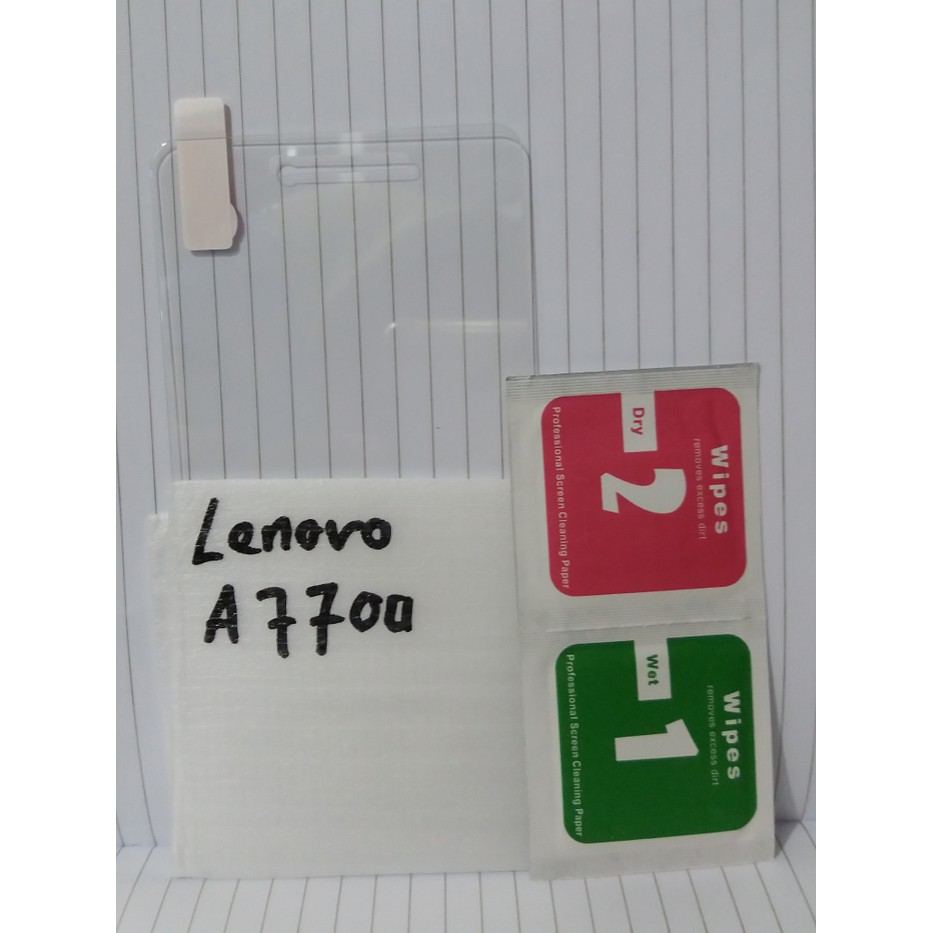 Lenovo
A7700
Wipes
removes excess dirt
Dry
2
Professional Screen Cleaning Paper
Wipes
removes excess dirt
Wet
1
Professional Screen Cleaning Paper